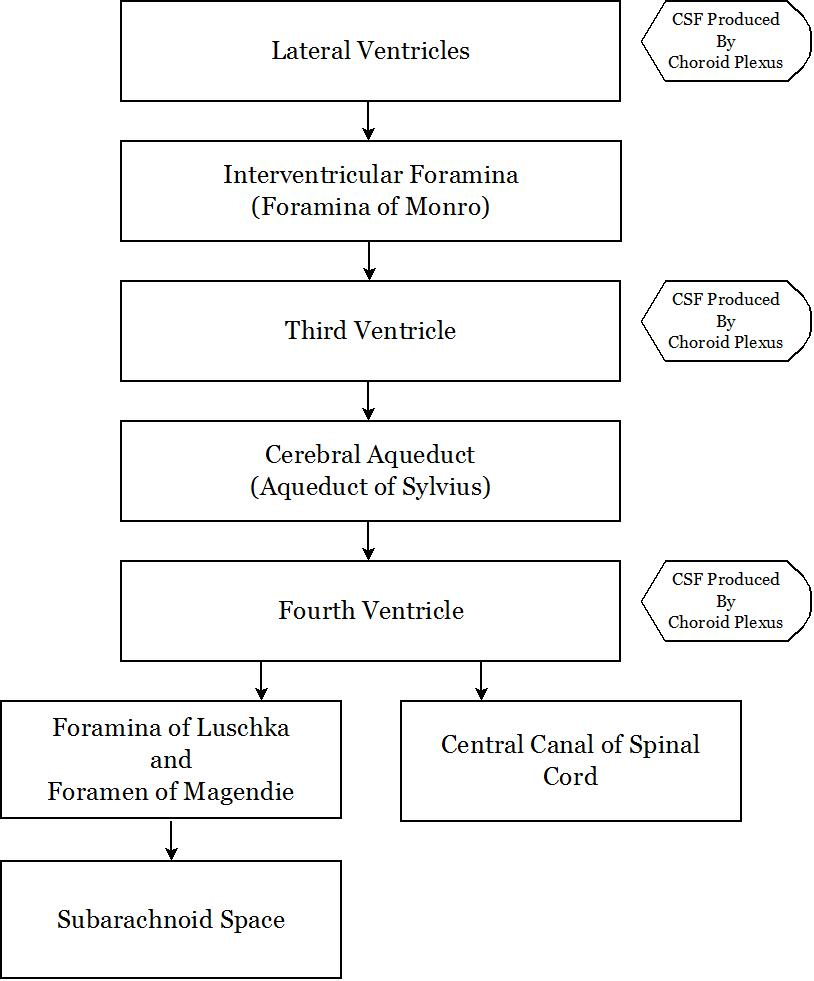 Lateral Ventricles
CSF Produced
By
Choroid Plexus
Interventricular Foramina
(Foramina of Monro)
Third Ventricle
CSF Produced
By
Choroid Plexus
Cerebral Aqueduct
(Aqueduct of Sylvius)
Fourth Ventricle
CSF Produced
By
Choroid Plexus
Foramina of Luschka
and
Foramen of Magendie
Central Canal of Spinal
Cord
Subarachnoid Space